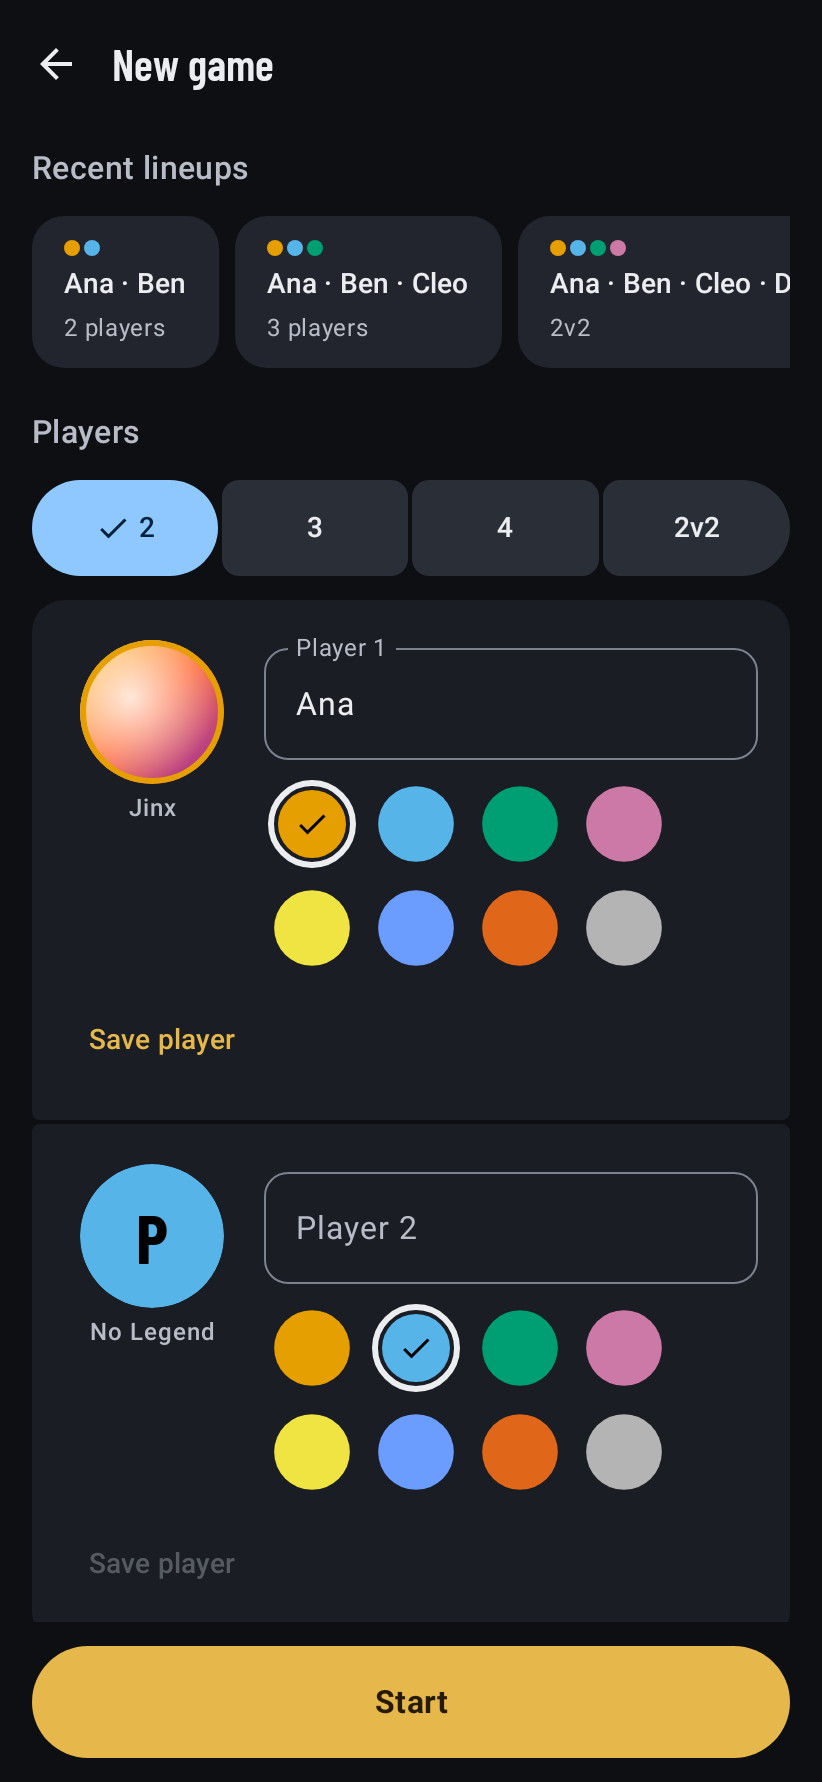 New game
Recent lineups
Ana · Ben
2 players
Ana · Ben · Cleo
3 players
Ana · Ben · Cleo · D
2v2
Players
2
3
4
2v2
Player 1
Ana
Jinx
Save player
P
Player 2
No Legend
Save player
Start